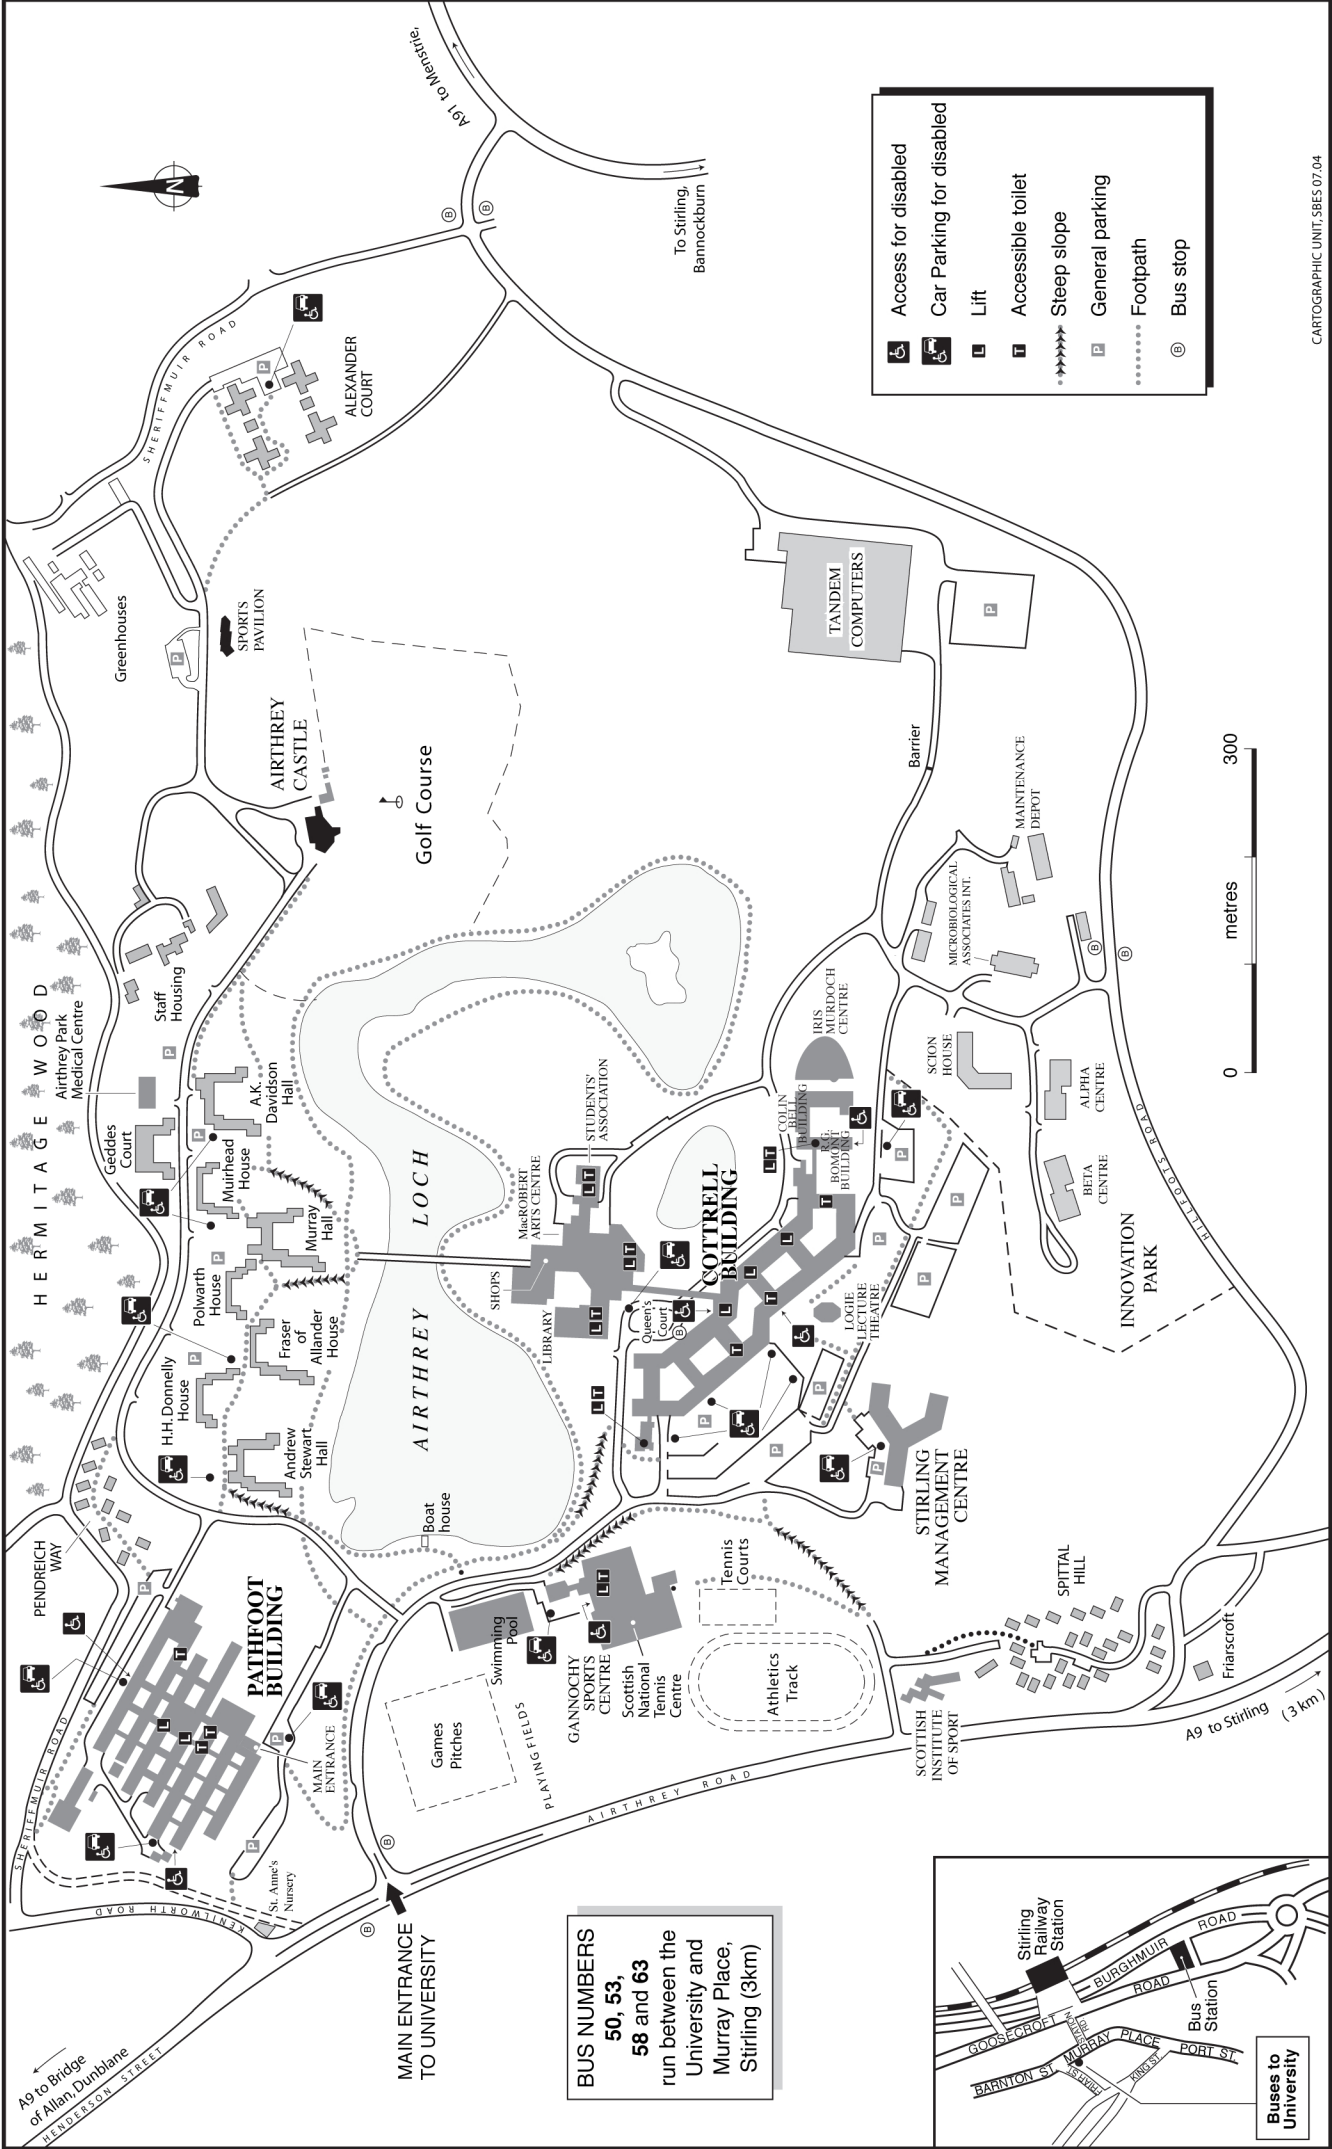 A9 to Bridge
of Allan, Dunblane
HENDERSON STREET
MAIN ENTRANCE
TO UNIVERSITY
BUS NUMBERS
50, 53,
58 and 63
run between the
University and
Murray Place,
Stirling (3km)
Stirling
Railway
Station
GOOSECROFT
ROAD
BURGHMUIR
ROAD
STATION
RD
BARNTON ST.
MURRAY
PLACE
PORT ST.
FRIAR ST.
KING ST.
Bus
Station
Buses to
University
SHERIFFMUIR ROAD
KENILWORTH ROAD
St. Anne's
Nursery
MAIN
ENTRANCE
PATHFOOT
BUILDING
PENDREICH
WAY
HERMITAGE WOOD
H.H.Donnelly
House
Andrew
Stewart
Hall
Polwarth
House
Fraser
of
Allander
House
Murray
Hall
Muirhead
House
Geddes
Court
A.K.
Davidson
Hall
Airthrey Park
Medical Centre
Staff
Housing
AIRTHREY
CASTLE
Greenhouses
SPORTS
PAVILION
SHERIFFMUIR ROAD
ALEXANDER
COURT
N
A91 to Menstrie,
To Stirling,
Bannockburn
Golf Course
AIRTHREY LOCH
Boat
house
Games
Pitches
PLAYING FIELDS
AIRTHREY ROAD
Swimming
Pool
GANNOCHY
SPORTS
CENTRE
Scottish
National
Tennis
Centre
Tennis
Courts
Athletics
Track
SHOPS
LIBRARY
MacROBERT
ARTS CENTRE
STUDENTS'
ASSOCIATION
Queen's
Court
COTTRELL
BUILDING
COLIN
BELL
BUILDING
R.G.
BOMONT
BUILDING
IRIS
MURDOCH
CENTRE
LOGIE
LECTURE
THEATRE
STIRLING
MANAGEMENT
CENTRE
SCOTTISH
INSTITUTE
OF SPORT
SPITTAL
HILL
Friarscroft
A9 to Stirling (3 km)
INNOVATION
PARK
BETA
CENTRE
ALPHA
CENTRE
SCION
HOUSE
MICROBIOLOGICAL
ASSOCIATES INT.
MAINTENANCE
DEPOT
Barrier
TANDEM
COMPUTERS
HILLFOOTS ROAD
0 metres 300
Access for disabled
Car Parking for disabled
L Lift
T Accessible toilet
Steep slope
P General parking
Footpath
B Bus stop
CARTOGRAPHIC UNIT, SBES 07.04